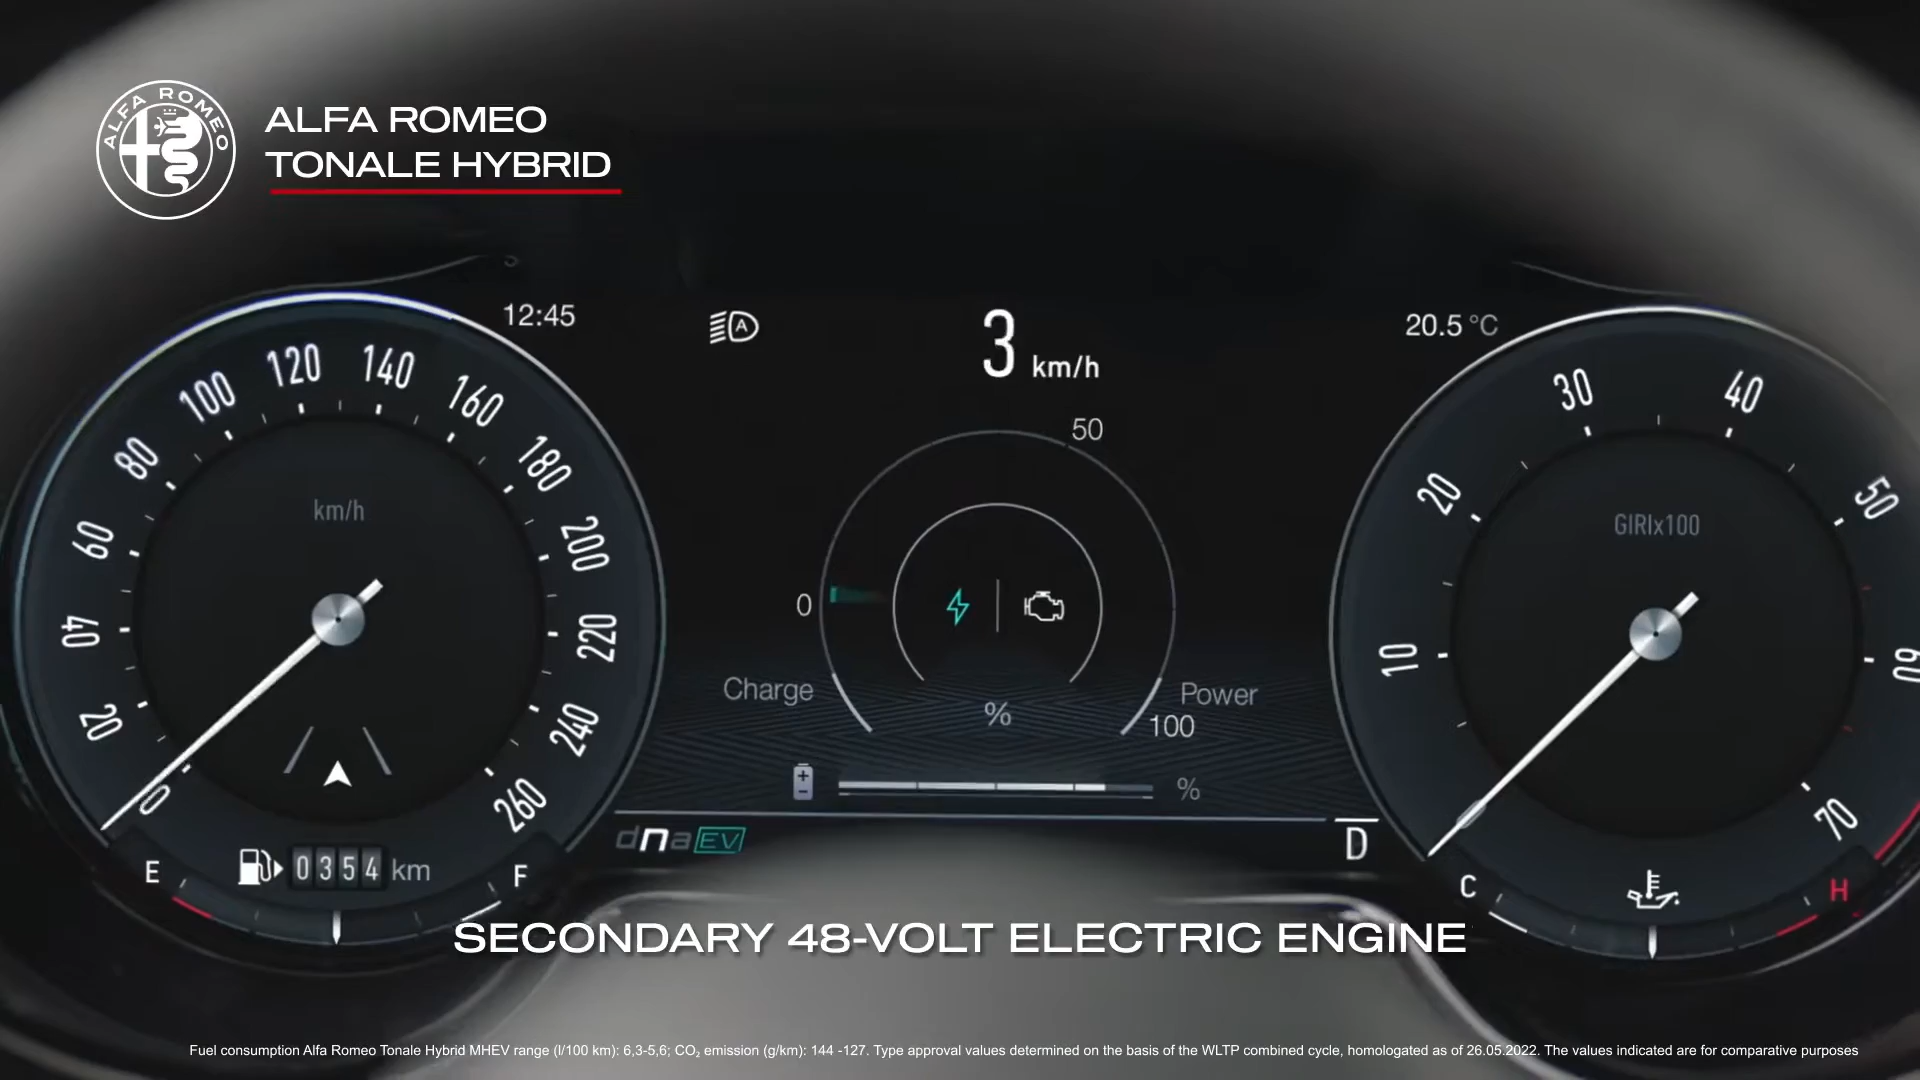 ALFA ROMEO
ALFA ROMEO
TONALE HYBRID
12:45
A
3 km/h
20.5 °C
0 20 40 60 80 100 120 140 160 180 200 220 240 260
km/h
50
0
Charge
%
Power
100
%
10 20 30 40 50 60 70
GIRIx100
dna EV
D
E
0354 km
F
C
H
SECONDARY 48-VOLT ELECTRIC ENGINE
Fuel consumption Alfa Romeo Tonale Hybrid MHEV range (l/100 km): 6,3-5,6; CO₂ emission (g/km): 144 -127. Type approval values determined on the basis of the WLTP combined cycle, homologated as of 26.05.2022. The values indicated are for comparative purposes